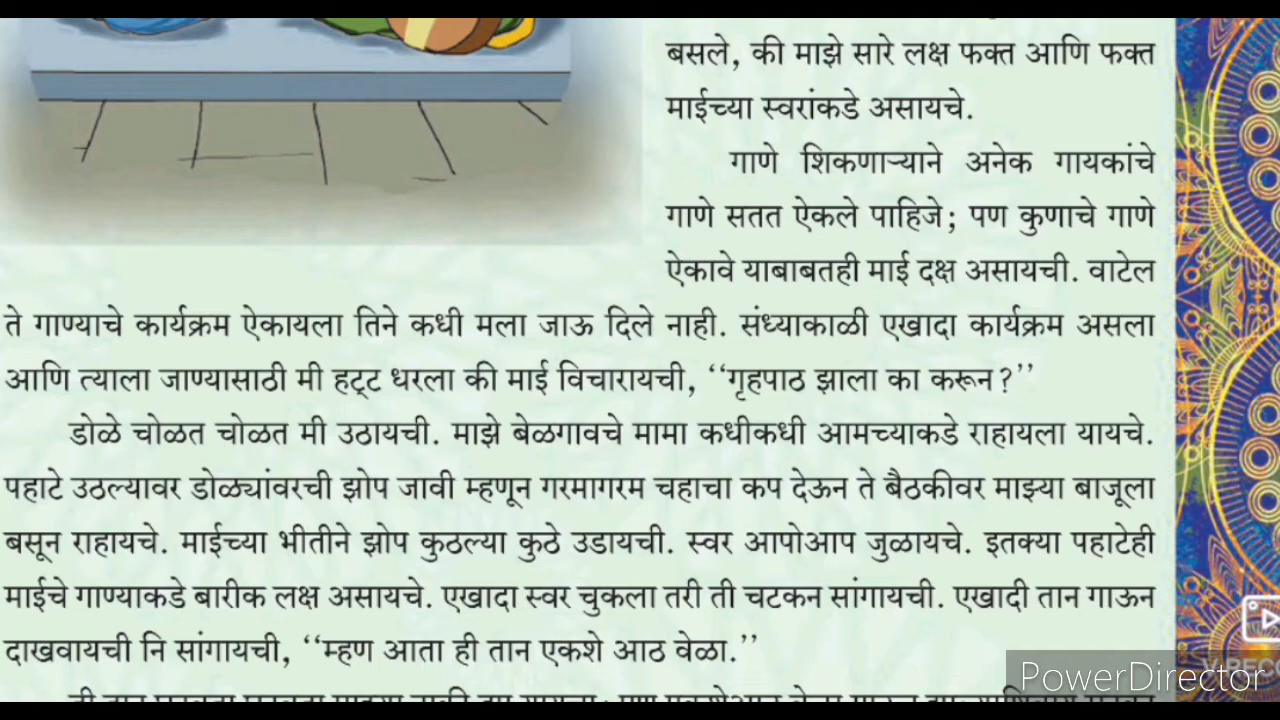 बसले, की माझे सारे लक्ष फक्त आणि फक्त
माईच्या स्वरांकडे असायचे.
गाणे शिकणाऱ्याने अनेक गायकांचे
गाणे सतत ऐकले पाहिजे; पण कुणाचे गाणे
ऐकावे याबाबतही माई दक्ष असायची. वाटेल
ते गाण्याचे कार्यक्रम ऐकायला तिने कधी मला जाऊ दिले नाही. संध्याकाळी एखादा कार्यक्रम असला
आणि त्याला जाण्यासाठी मी हट्ट धरला की माई विचारायची, ‘‘गृहपाठ झाला का करून?’’
डोळे चोळत चोळत मी उठायची. माझे बेळगावचे मामा कधीकधी आमच्याकडे राहायला यायचे.
पहाटे उठल्यावर डोळ्यांवरची झोप जावी म्हणून गरमागरम चहाचा कप देऊन ते बैठकीवर माझ्या बाजूला
बसून राहायचे. माईच्या भीतीने झोप कुठल्या कुठे उडायची. स्वर आपोआप जुळायचे. इतक्या पहाटेही
माईचे गाण्याकडे बारीक लक्ष असायचे. एखादा स्वर चुकला तरी ती चटकन सांगायची. एखादी तान गाऊन
दाखवायची नि सांगायची, ‘‘म्हण आता ही तान एकशे आठ वेळा.’’
PowerDirector